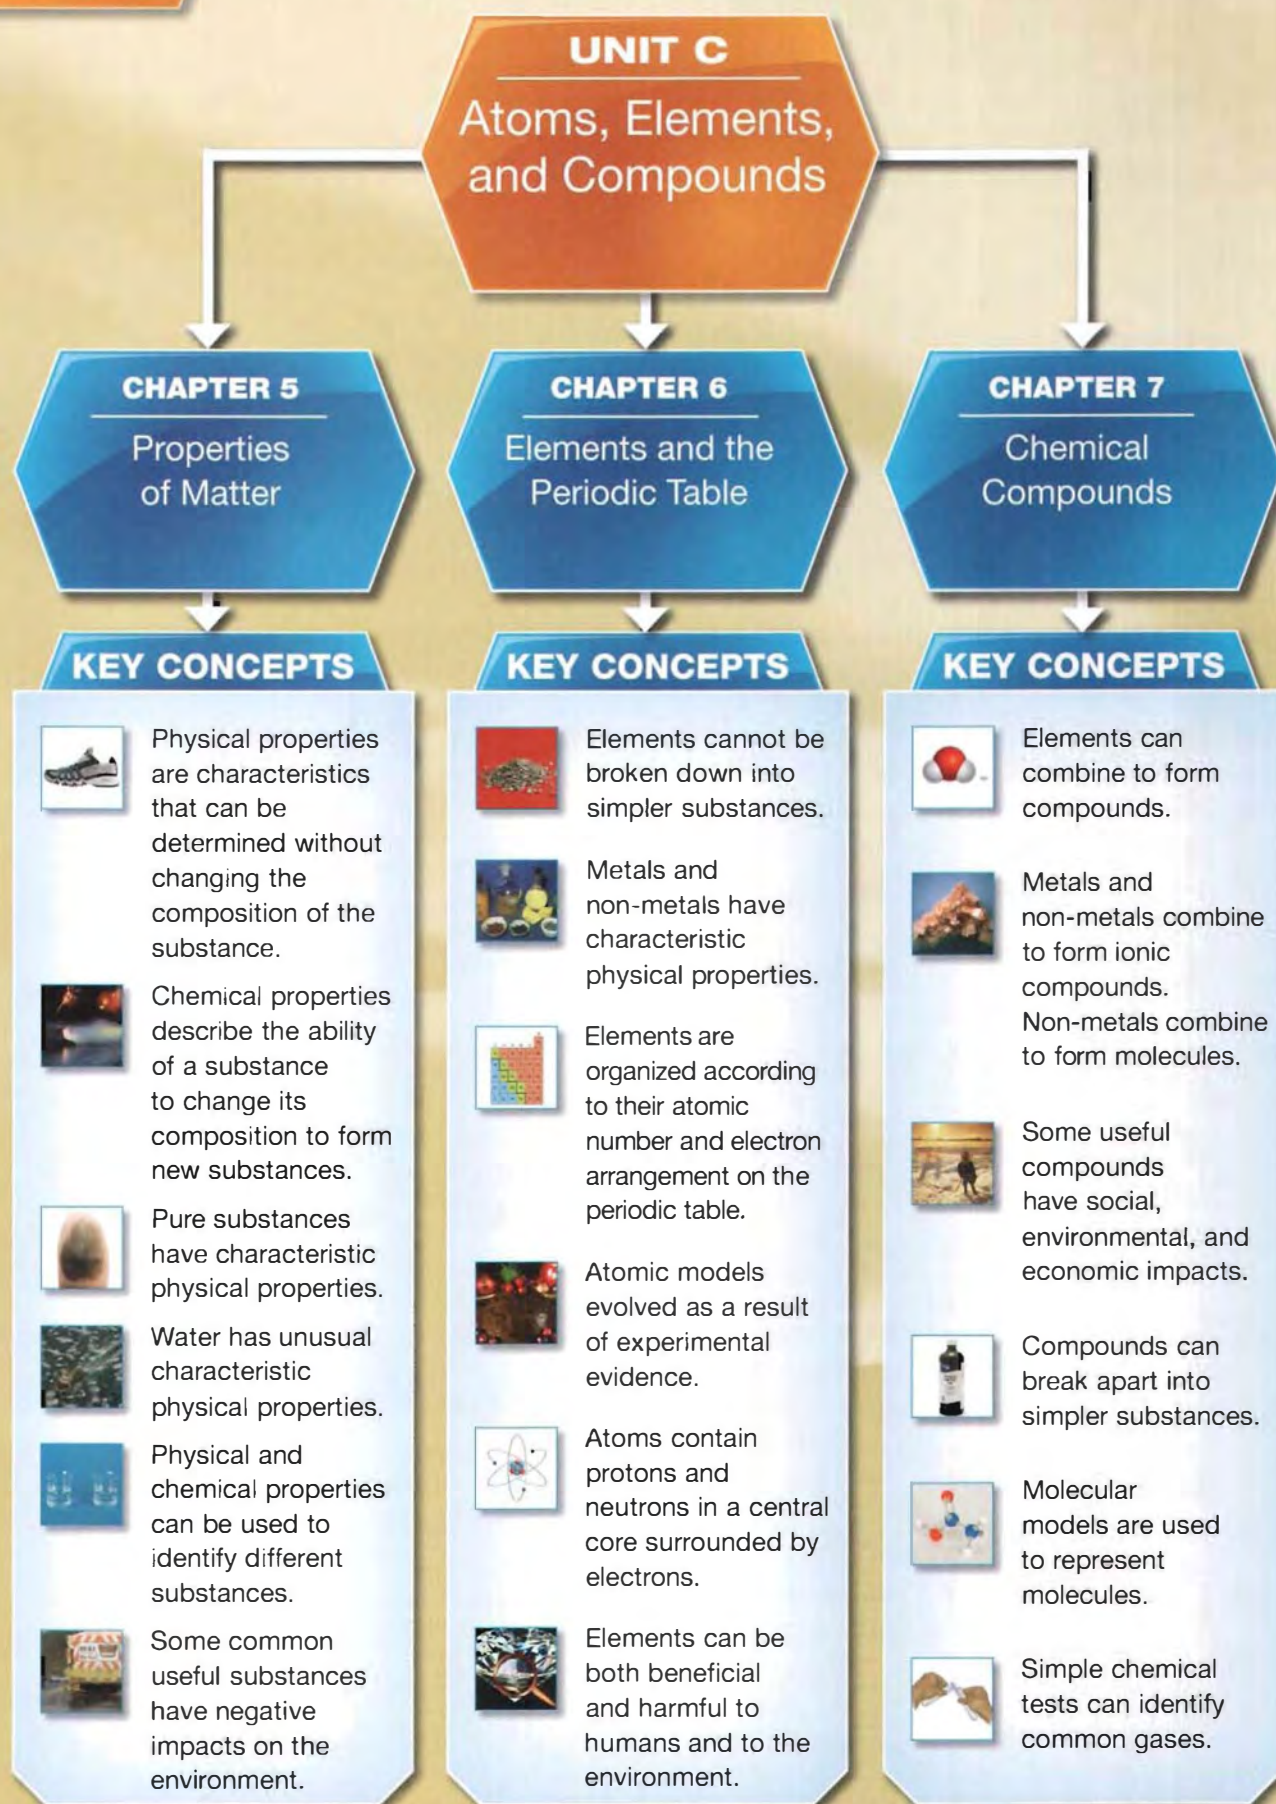 UNIT C
Atoms, Elements,
and Compounds
CHAPTER 5
Properties
of Matter
CHAPTER 6
Elements and the
Periodic Table
CHAPTER 7
Chemical
Compounds
KEY CONCEPTS
Physical properties
are characteristics
that can be
determined without
changing the
composition of the
substance.
Chemical properties
describe the ability
of a substance
to change its
composition to form
new substances.
Pure substances
have characteristic
physical properties.
Water has unusual
characteristic
physical properties.
Physical and
chemical properties
can be used to
identify different
substances.
Some common
useful substances
have negative
impacts on the
environment.
KEY CONCEPTS
Elements cannot be
broken down into
simpler substances.
Metals and
non-metals have
characteristic
physical properties.
Elements are
organized according
to their atomic
number and electron
arrangement on the
periodic table.
Atomic models
evolved as a result
of experimental
evidence.
Atoms contain
protons and
neutrons in a central
core surrounded by
electrons.
Elements can be
both beneficial
and harmful to
humans and to the
environment.
KEY CONCEPTS
Elements can
combine to form
compounds.
Metals and
non-metals combine
to form ionic
compounds.
Non-metals combine
to form molecules.
Some useful
compounds
have social,
environmental, and
economic impacts.
Compounds can
break apart into
simpler substances.
Molecular
models are used
to represent
molecules.
Simple chemical
tests can identify
common gases.